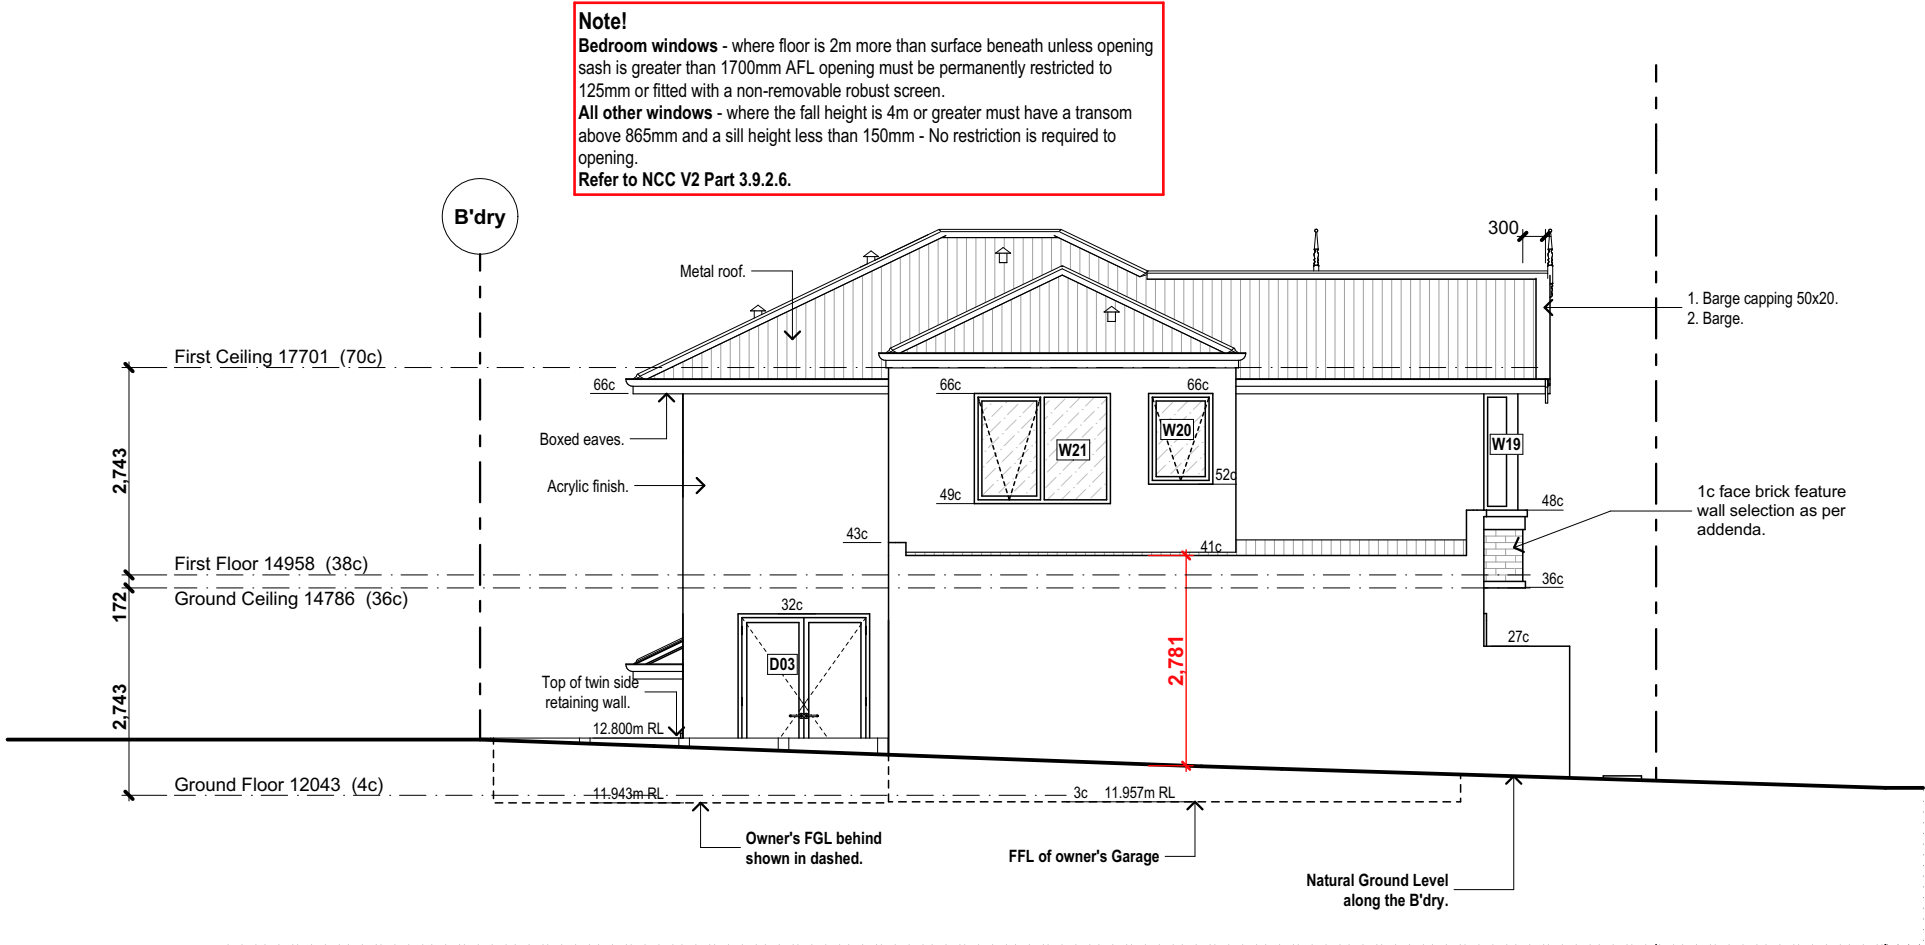 Note!
Bedroom windows - where floor is 2m more than surface beneath unless opening
sash is greater than 1700mm AFL opening must be permanently restricted to
125mm or fitted with a non-removable robust screen.
All other windows - where the fall height is 4m or greater must have a transom
above 865mm and a sill height less than 150mm - No restriction is required to
opening.
Refer to NCC V2 Part 3.9.2.6.
B'dry
300
Metal roof.
1. Barge capping 50x20.
2. Barge.
First Ceiling 17701 (70c)
66c
66c
66c
Boxed eaves.
W20
W21
W19
2,743
Acrylic finish.
52c
49c
48c
1c face brick feature
wall selection as per
addenda.
43c
41c
First Floor 14958 (38c)
36c
172
Ground Ceiling 14786 (36c)
32c
27c
D03
2,781
2,743
Top of twin side
retaining wall.
12.800m RL
Ground Floor 12043 (4c)
11.943m RL
3c 11.957m RL
Owner's FGL behind
shown in dashed.
FFL of owner's Garage
Natural Ground Level
along the B'dry.